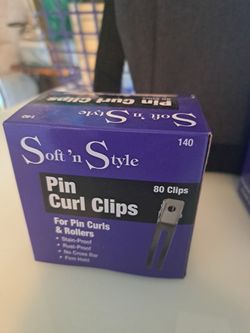 Pin Curl Clips
Soft 'n Style
140
Soft 'n Style
Pin
Curl Clips
80 Clips
For Pin Curls
& Rollers
• Stain-Proof
• Rust-Proof
• No Cross Bar
• Firm Hold